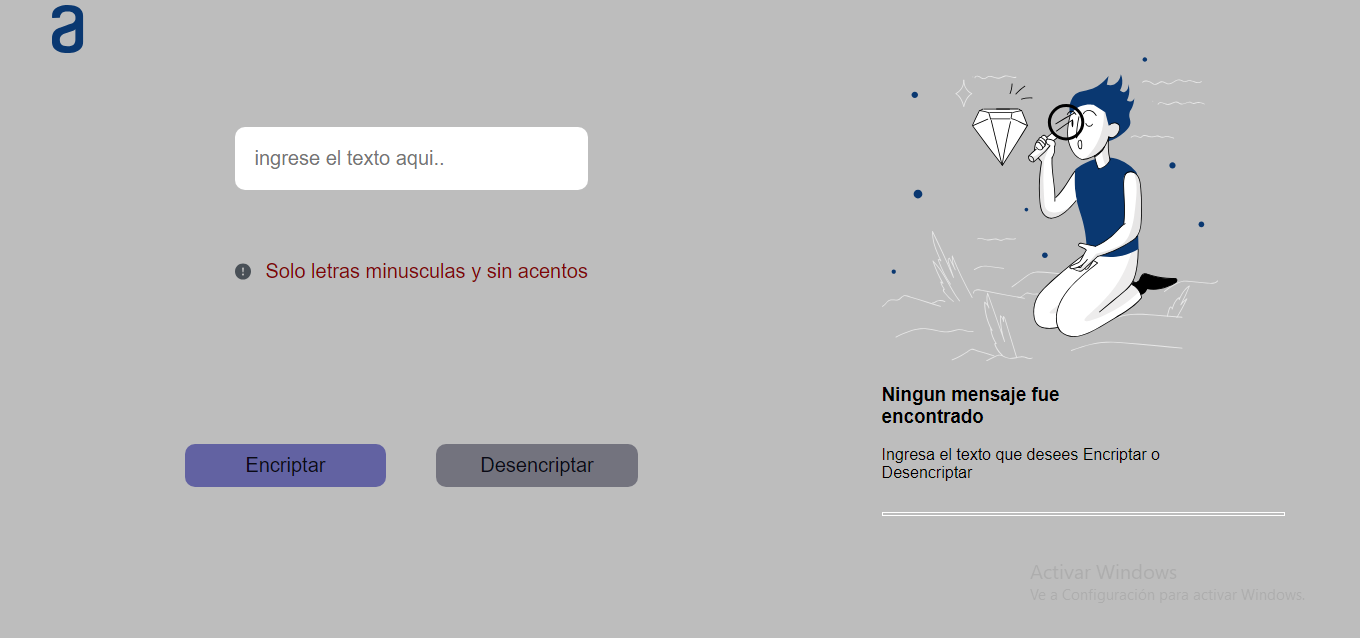 a
ingrese el texto aqui..
Solo letras minusculas y sin acentos
Encriptar
Desencriptar
Ningun mensaje fue
encontrado
Ingresa el texto que desees Encriptar o
Desencriptar
Activar Windows
Ve a Configuración para activar Windows.